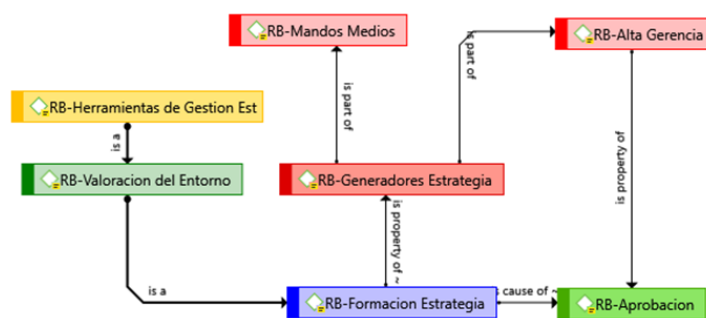 RB-Mandos Medios
is part of
RB-Alta Gerencia
is part of
RB-Herramientas de Gestion Est
is a
RB-Valoracion del Entorno
RB-Generadores Estrategia
is property of
is property of ~
is a
RB-Formacion Estrategia
cause of ~
RB-Aprobacion